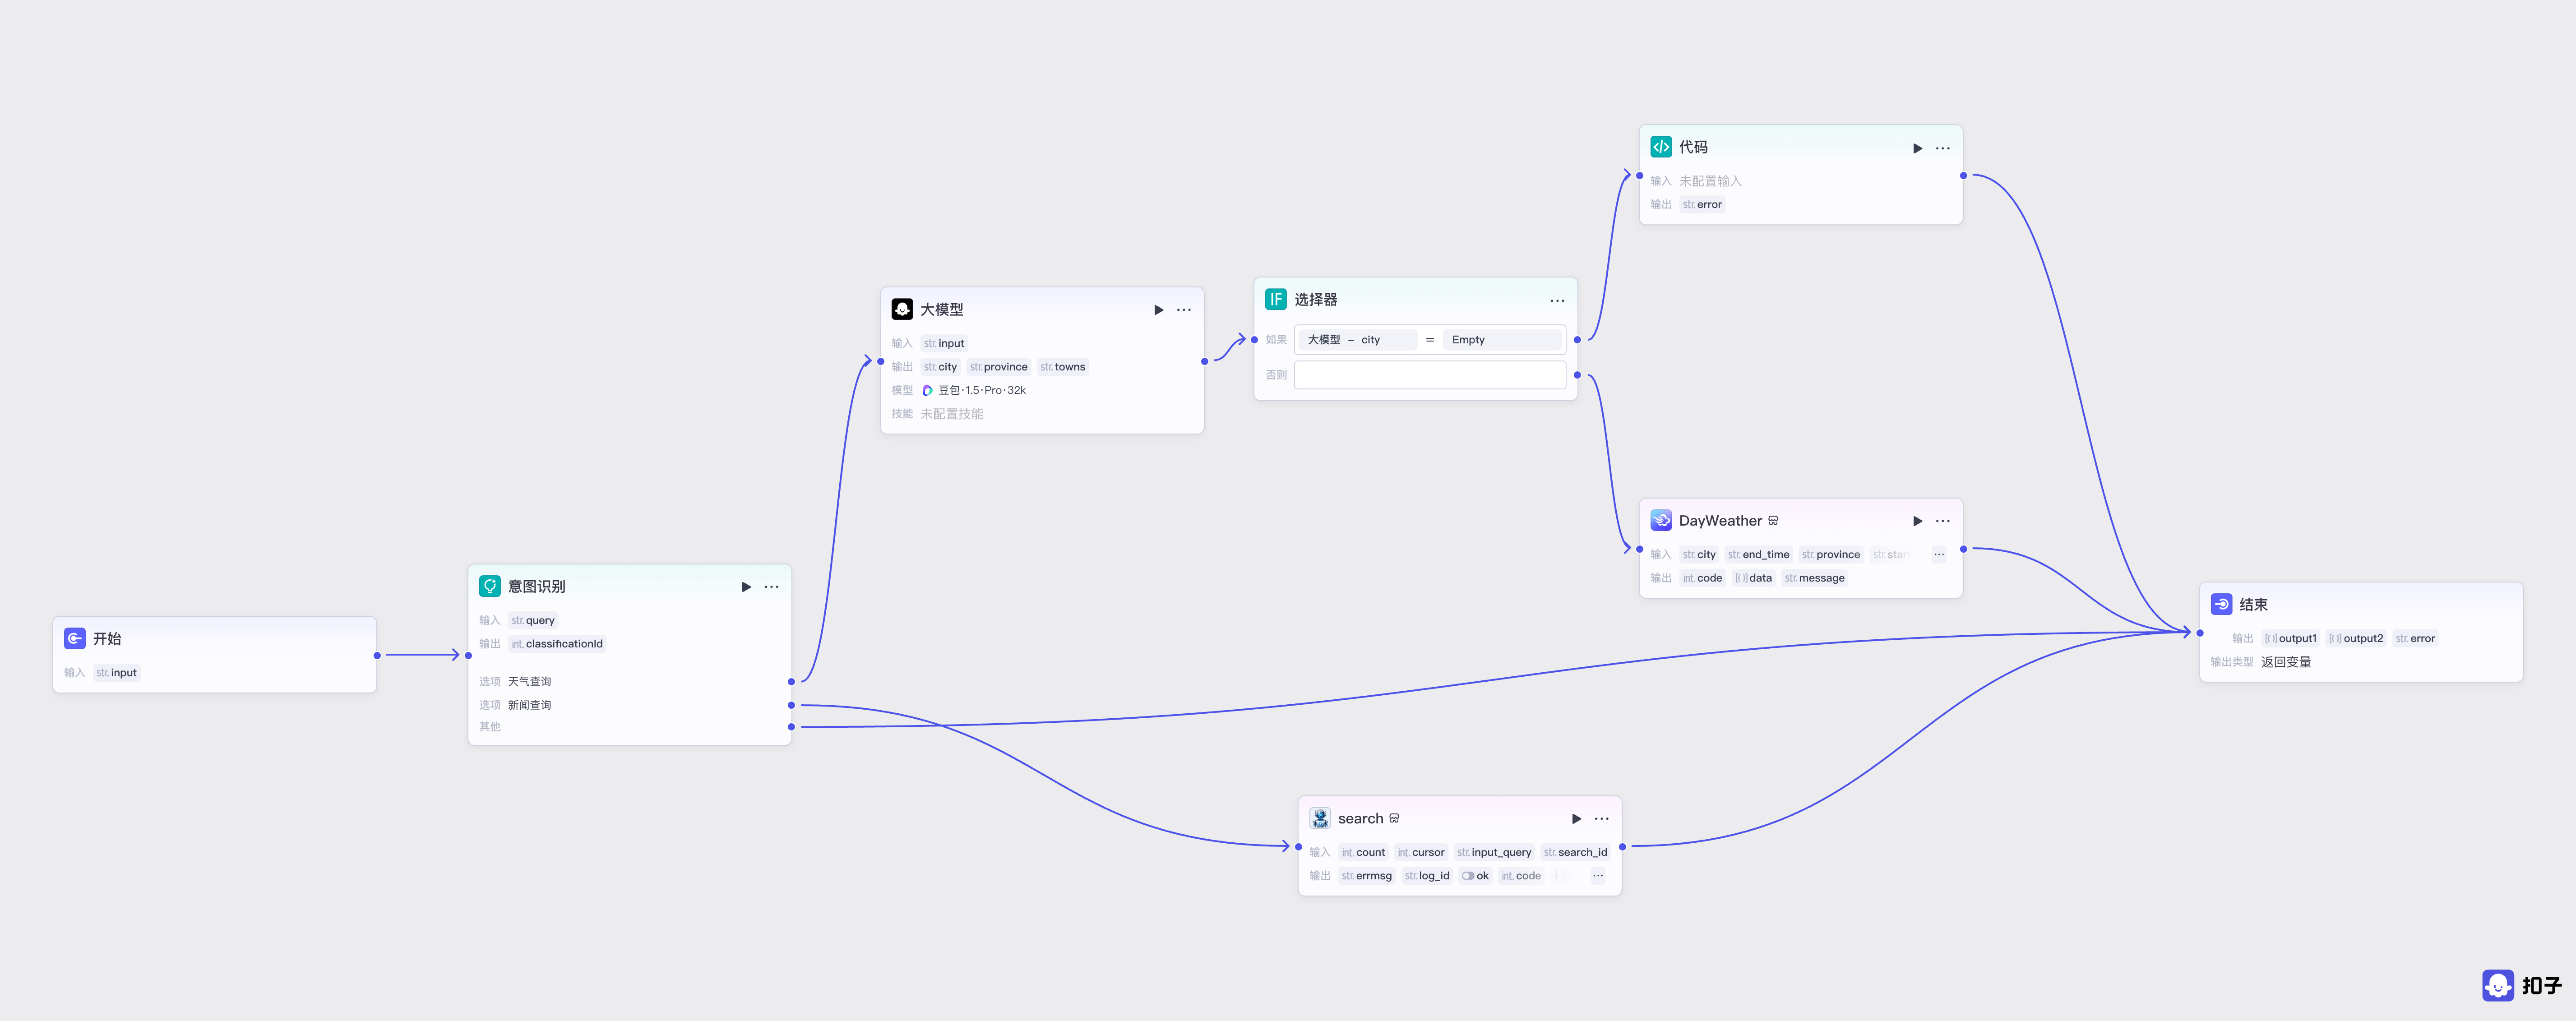 开始
输入 str. input
意图识别
输入 str. query
输出 int. classificationId
选项 天气查询
选项 新闻查询
其他
大模型
输入 str. input
输出 str. city str. province str. towns
模型 豆包·1.5·Pro·32k
技能 未配置技能
IF 选择器
如果 大模型 - city = Empty
否则
代码
输入 未配置输入
输出 str. error
DayWeather
输入 str. city str. end_time str. province str. star ...
输出 int. code [()] data str. message
search
输入 int. count int. cursor str. input_query str. search_id
输出 str. errmsg str. log_id ok int. code ...
结束
输出 [()] output1 [()] output2 str. error
输出类型 返回变量
扣子